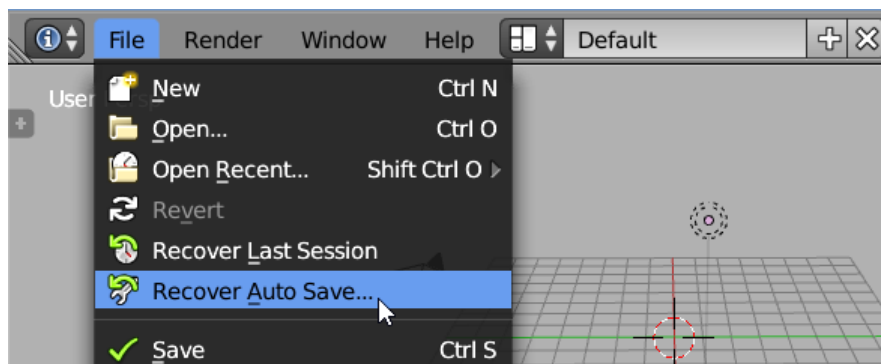 File Render Window Help Default
User Persp
New Ctrl N
Open... Ctrl O
Open Recent... Shift Ctrl O
Revert
Recover Last Session
Recover Auto Save...
Save Ctrl S